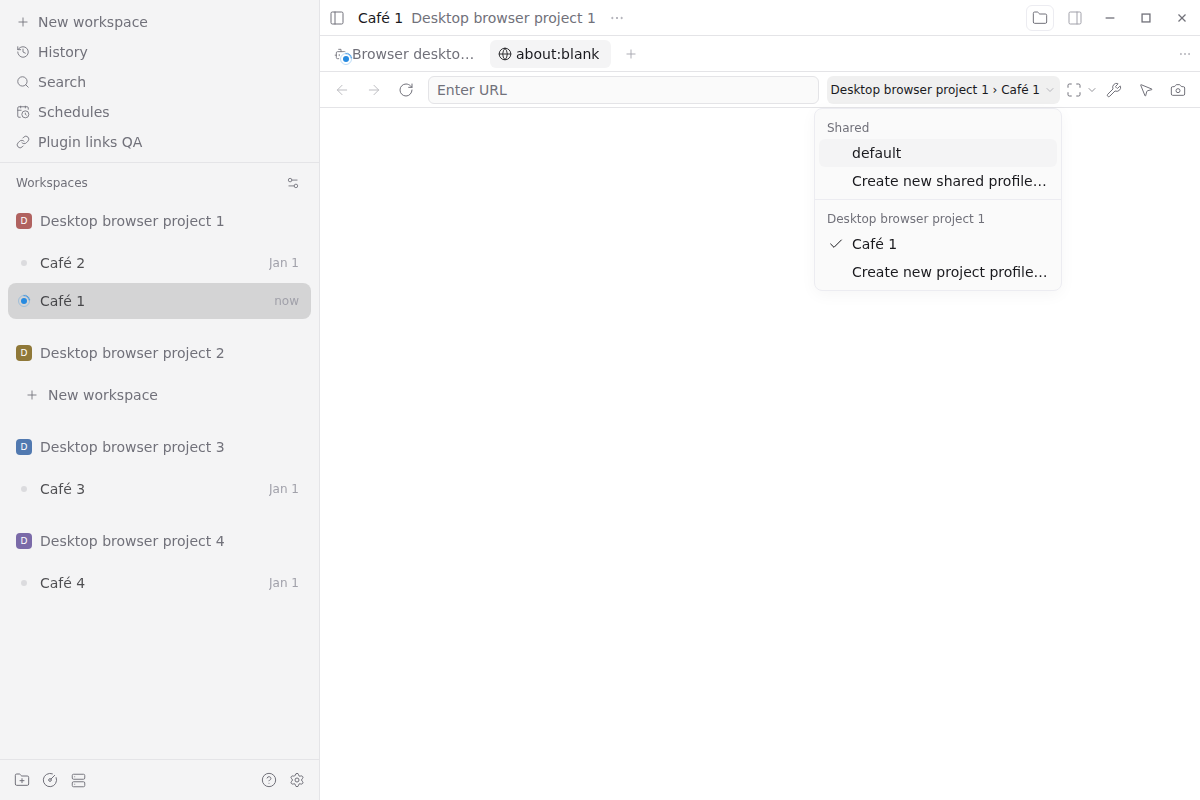 New workspace
History
Search
Schedules
Plugin links QA
Workspaces
D Desktop browser project 1
Café 2 Jan 1
Café 1 now
D Desktop browser project 2
New workspace
D Desktop browser project 3
Café 3 Jan 1
D Desktop browser project 4
Café 4 Jan 1
Café 1 Desktop browser project 1 ···
Browser deskto… about:blank
Enter URL
Desktop browser project 1 › Café 1
Shared
default
Create new shared profile…
Desktop browser project 1
Café 1
Create new project profile…